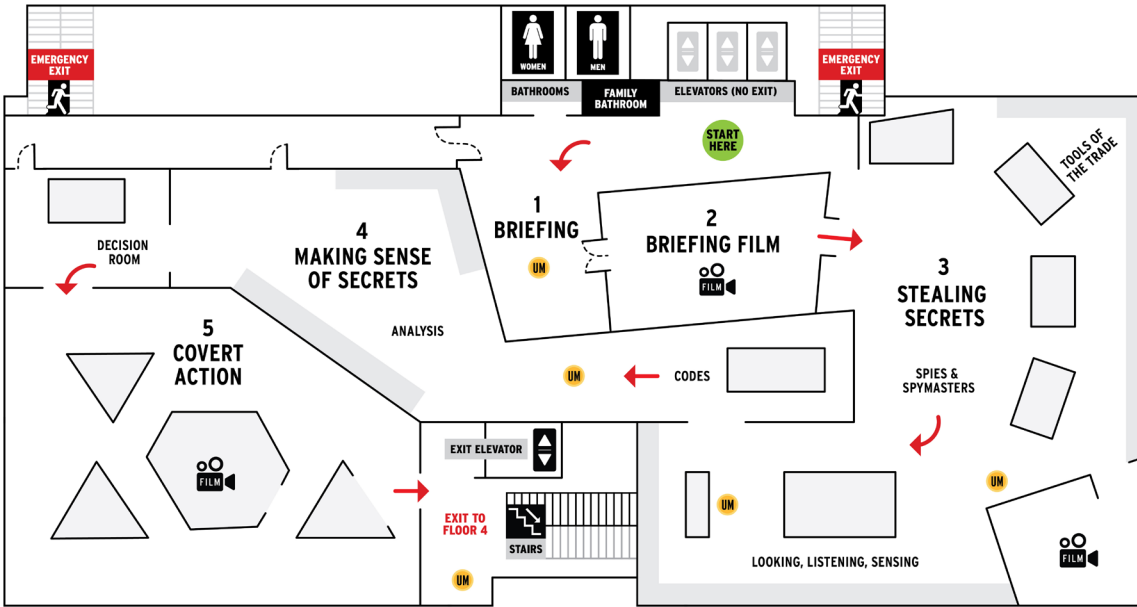 WOMEN
MEN
EMERGENCY
EXIT
EMERGENCY
EXIT
BATHROOMS
FAMILY
BATHROOM
ELEVATORS (NO EXIT)
START
HERE
TOOLS OF
THE TRADE
1
BRIEFING
UM
2
BRIEFING FILM
FILM
3
STEALING
SECRETS
4
MAKING SENSE
OF SECRETS
DECISION
ROOM
ANALYSIS
5
COVERT
ACTION
UM
CODES
SPIES &
SPYMASTERS
EXIT ELEVATOR
FILM
EXIT TO
FLOOR 4
STAIRS
UM
UM
UM
LOOKING, LISTENING, SENSING
FILM